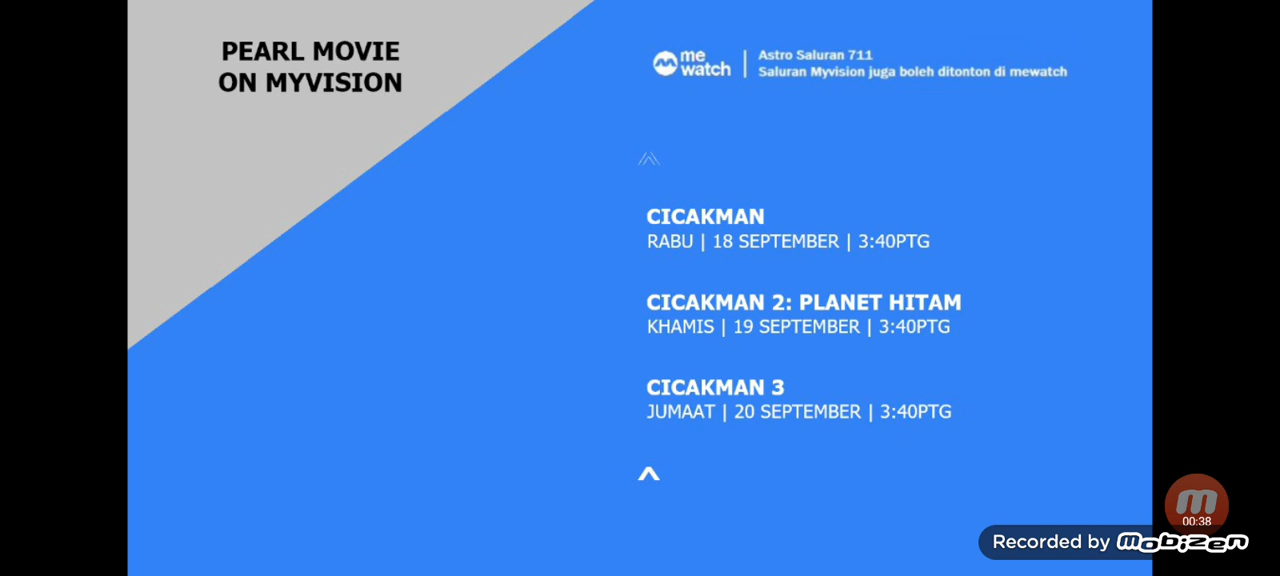 PEARL MOVIE
ON MYVISION
me
watch
Astro Saluran 711
Saluran Myvision juga boleh ditonton di mewatch
CICAKMAN
RABU | 18 SEPTEMBER | 3:40PTG
CICAKMAN 2: PLANET HITAM
KHAMIS | 19 SEPTEMBER | 3:40PTG
CICAKMAN 3
JUMAAT | 20 SEPTEMBER | 3:40PTG
00:38
Recorded by mobizen